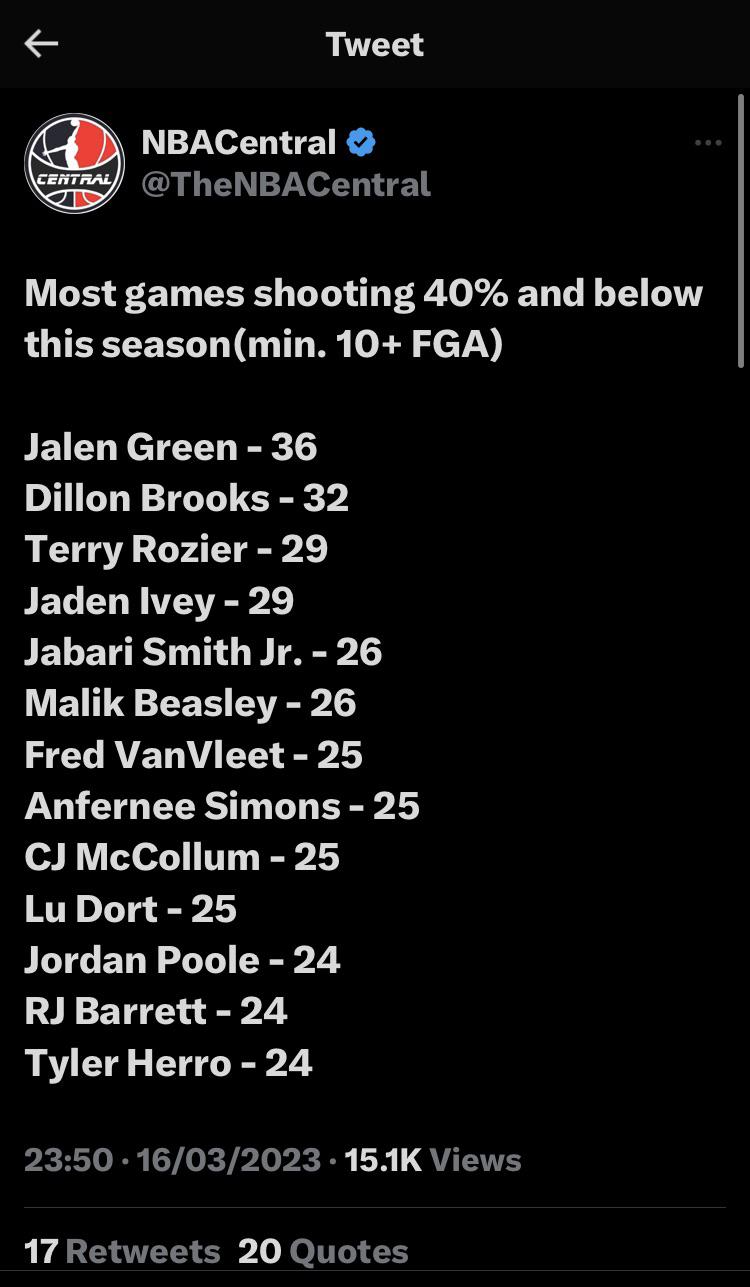 Tweet
NBACentral
CENTRAL
@TheNBACentral
Most games shooting 40% and below
this season(min. 10+ FGA)
Jalen Green - 36
Dillon Brooks - 32
Terry Rozier - 29
Jaden Ivey - 29
Jabari Smith Jr. - 26
Malik Beasley - 26
Fred VanVleet - 25
Anfernee Simons - 25
CJ McCollum - 25
Lu Dort - 25
Jordan Poole - 24
RJ Barrett - 24
Tyler Herro - 24
23:50 · 16/03/2023 · 15.1K Views
17 Retweets 20 Quotes